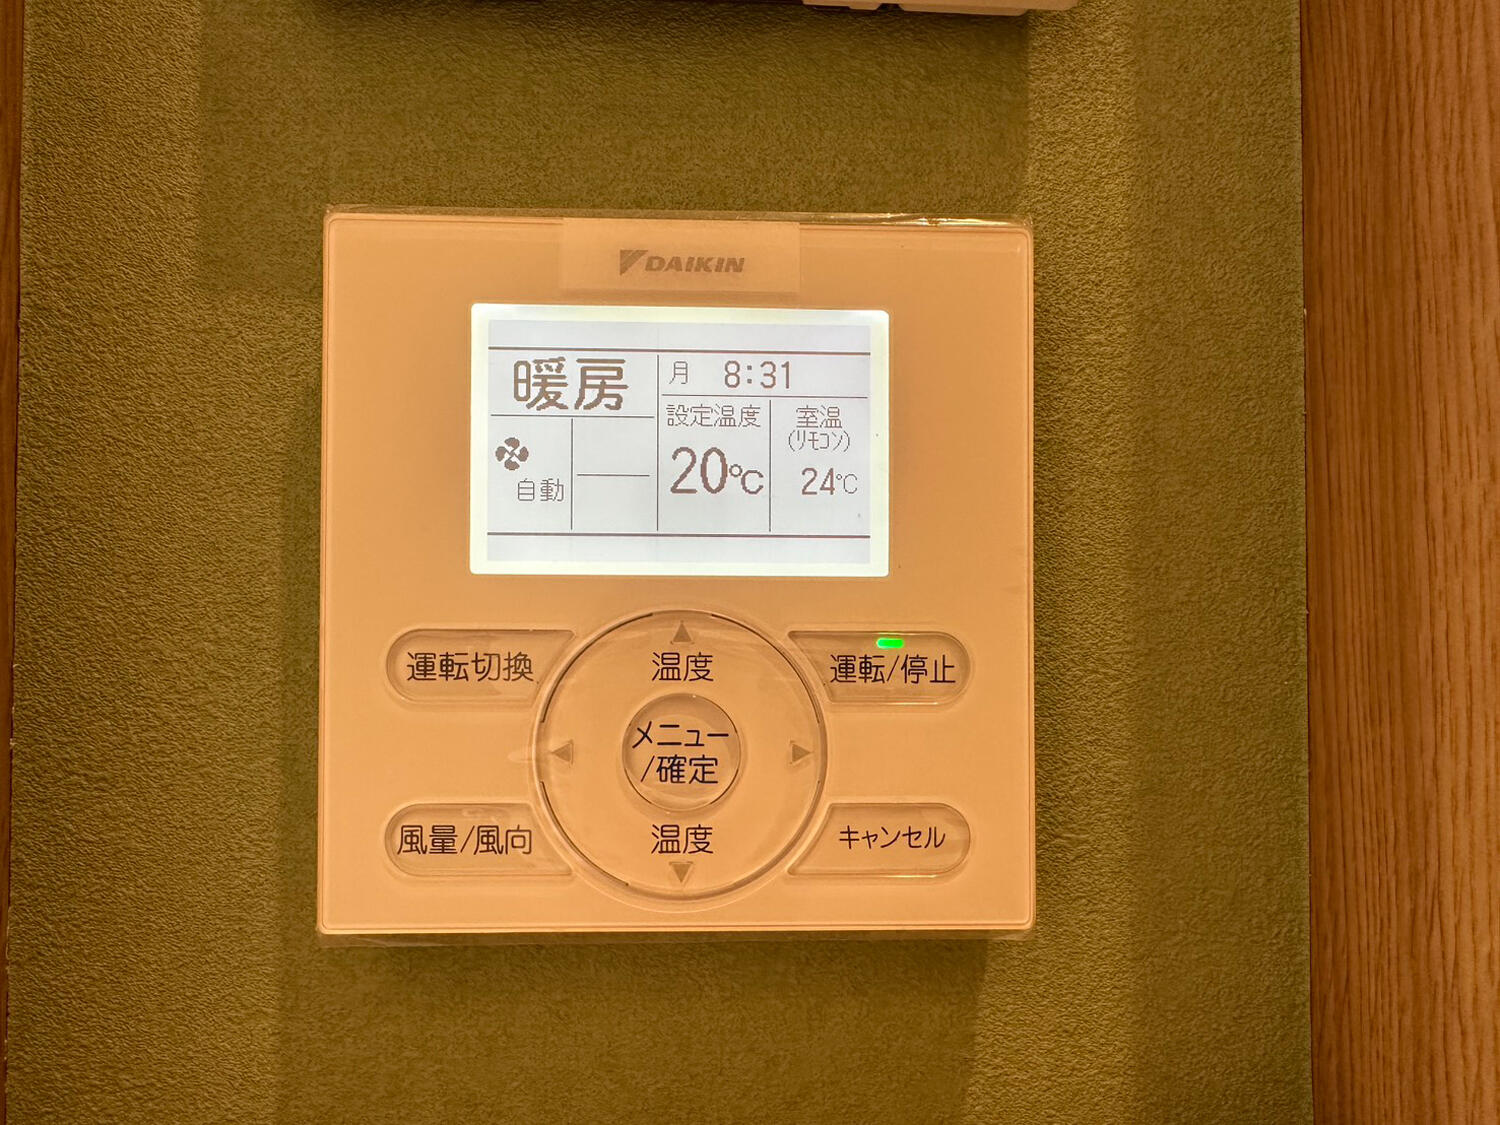 DAIKIN
暖房
月 8:31
設定温度
室温
(リモコン)
20℃
24℃
自動
運転切換
温度
運転/停止
メニュー
/確定
風量/風向
温度
キャンセル